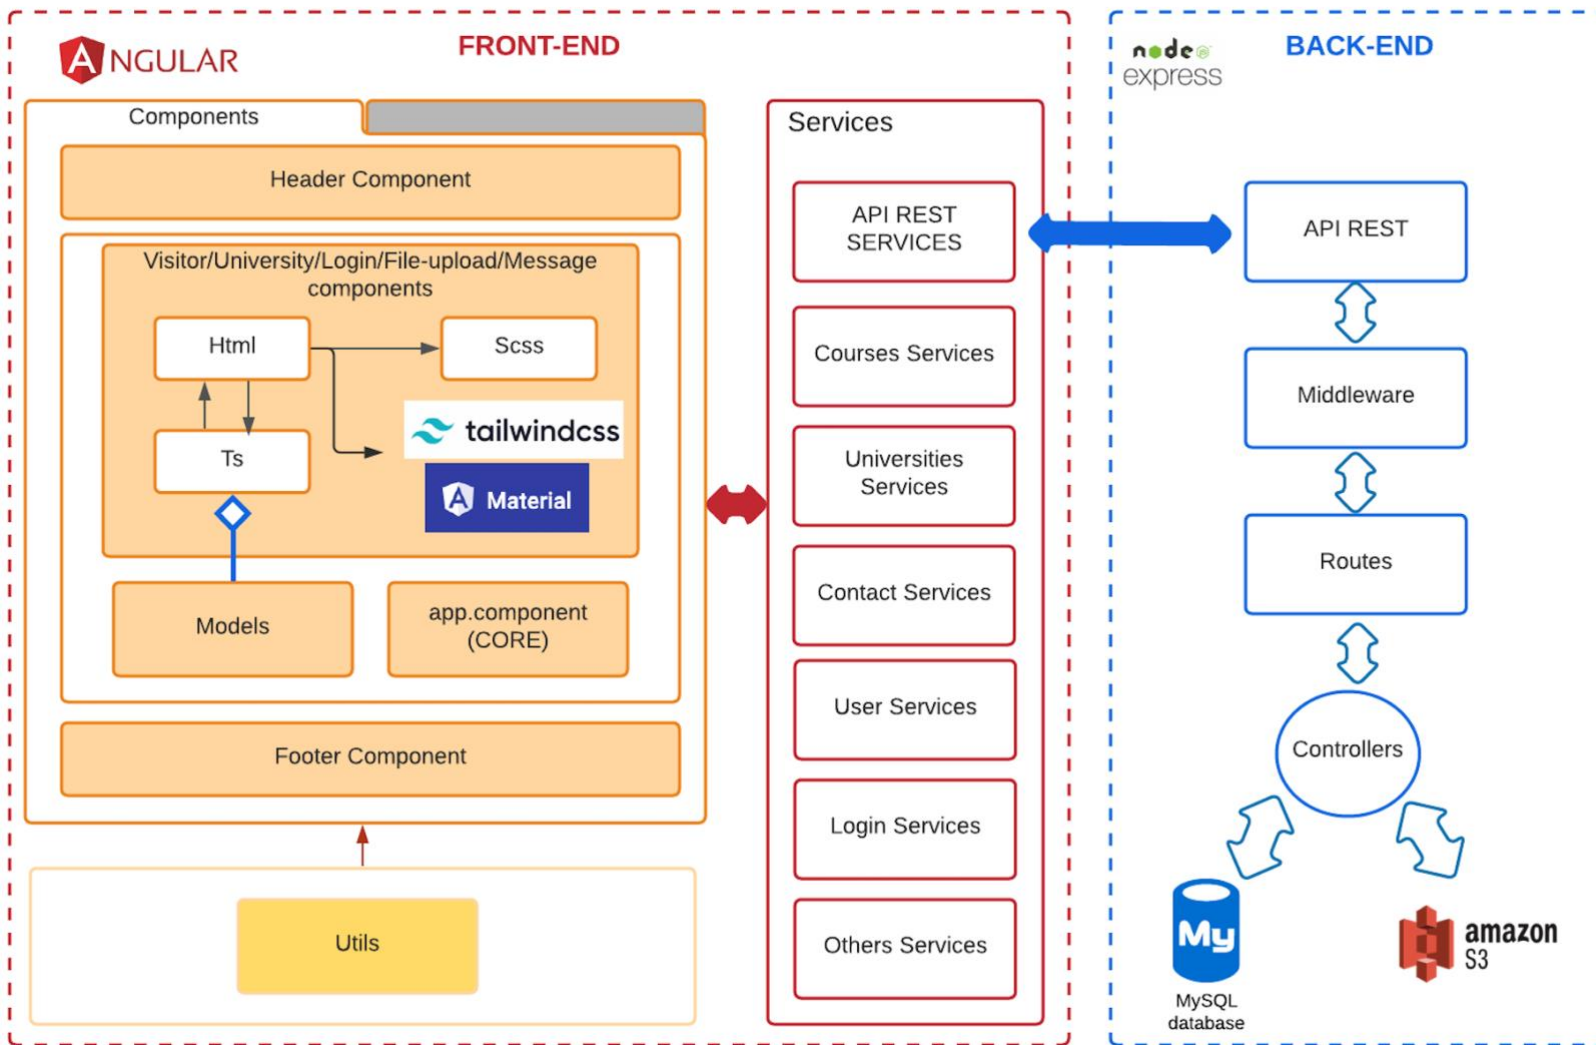 NGULAR
FRONT-END
Components
Header Component
Visitor/University/Login/File-upload/Message
components
Html
Scss
tailwindcss
Ts
A Material
Models
app.component
(CORE)
Footer Component
Utils
Services
API REST
SERVICES
Courses Services
Universities
Services
Contact Services
User Services
Login Services
Others Services
node JS
express
BACK-END
API REST
Middleware
Routes
Controllers
My
MySQL
database
amazon
S3